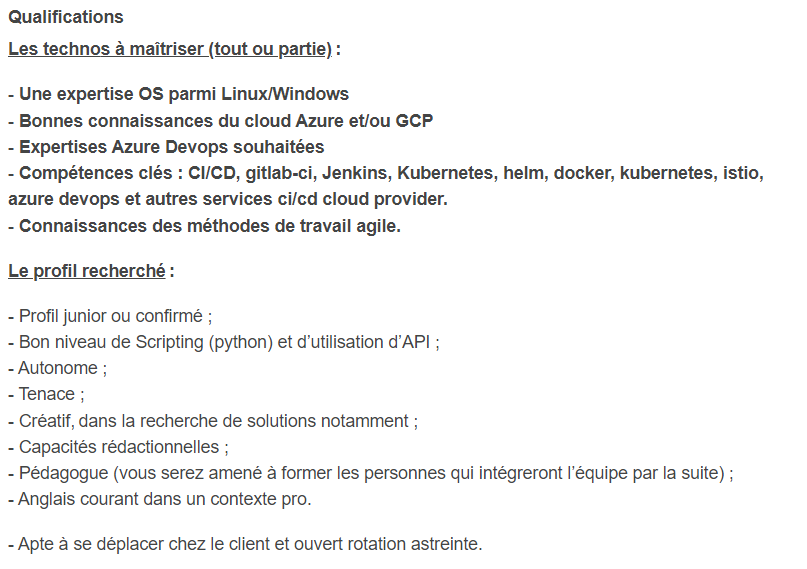 Qualifications
Les technos à maîtriser (tout ou partie) :
- Une expertise OS parmi Linux/Windows
- Bonnes connaissances du cloud Azure et/ou GCP
- Expertises Azure Devops souhaitées
- Compétences clés : CI/CD, gitlab-ci, Jenkins, Kubernetes, helm, docker, kubernetes, istio,
azure devops et autres services ci/cd cloud provider.
- Connaissances des méthodes de travail agile.
Le profil recherché :
- Profil junior ou confirmé ;
- Bon niveau de Scripting (python) et d’utilisation d’API ;
- Autonome ;
- Tenace ;
- Créatif, dans la recherche de solutions notamment ;
- Capacités rédactionnelles ;
- Pédagogue (vous serez amené à former les personnes qui intégreront l’équipe par la suite) ;
- Anglais courant dans un contexte pro.
- Apte à se déplacer chez le client et ouvert rotation astreinte.